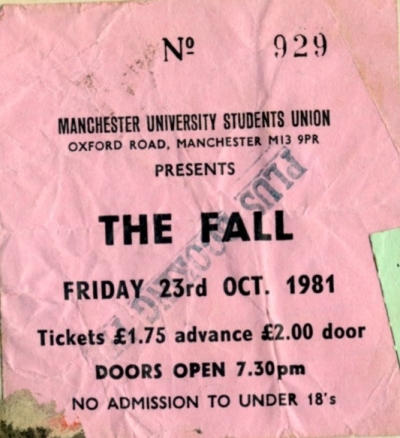 Nº 929
MANCHESTER UNIVERSITY STUDENTS UNION
OXFORD ROAD, MANCHESTER M13 9PR
PRESENTS
THE FALL
FRIDAY 23rd OCT. 1981
Tickets £1.75 advance £2.00 door
DOORS OPEN 7.30pm
NO ADMISSION TO UNDER 18's
PLUS BOOKING